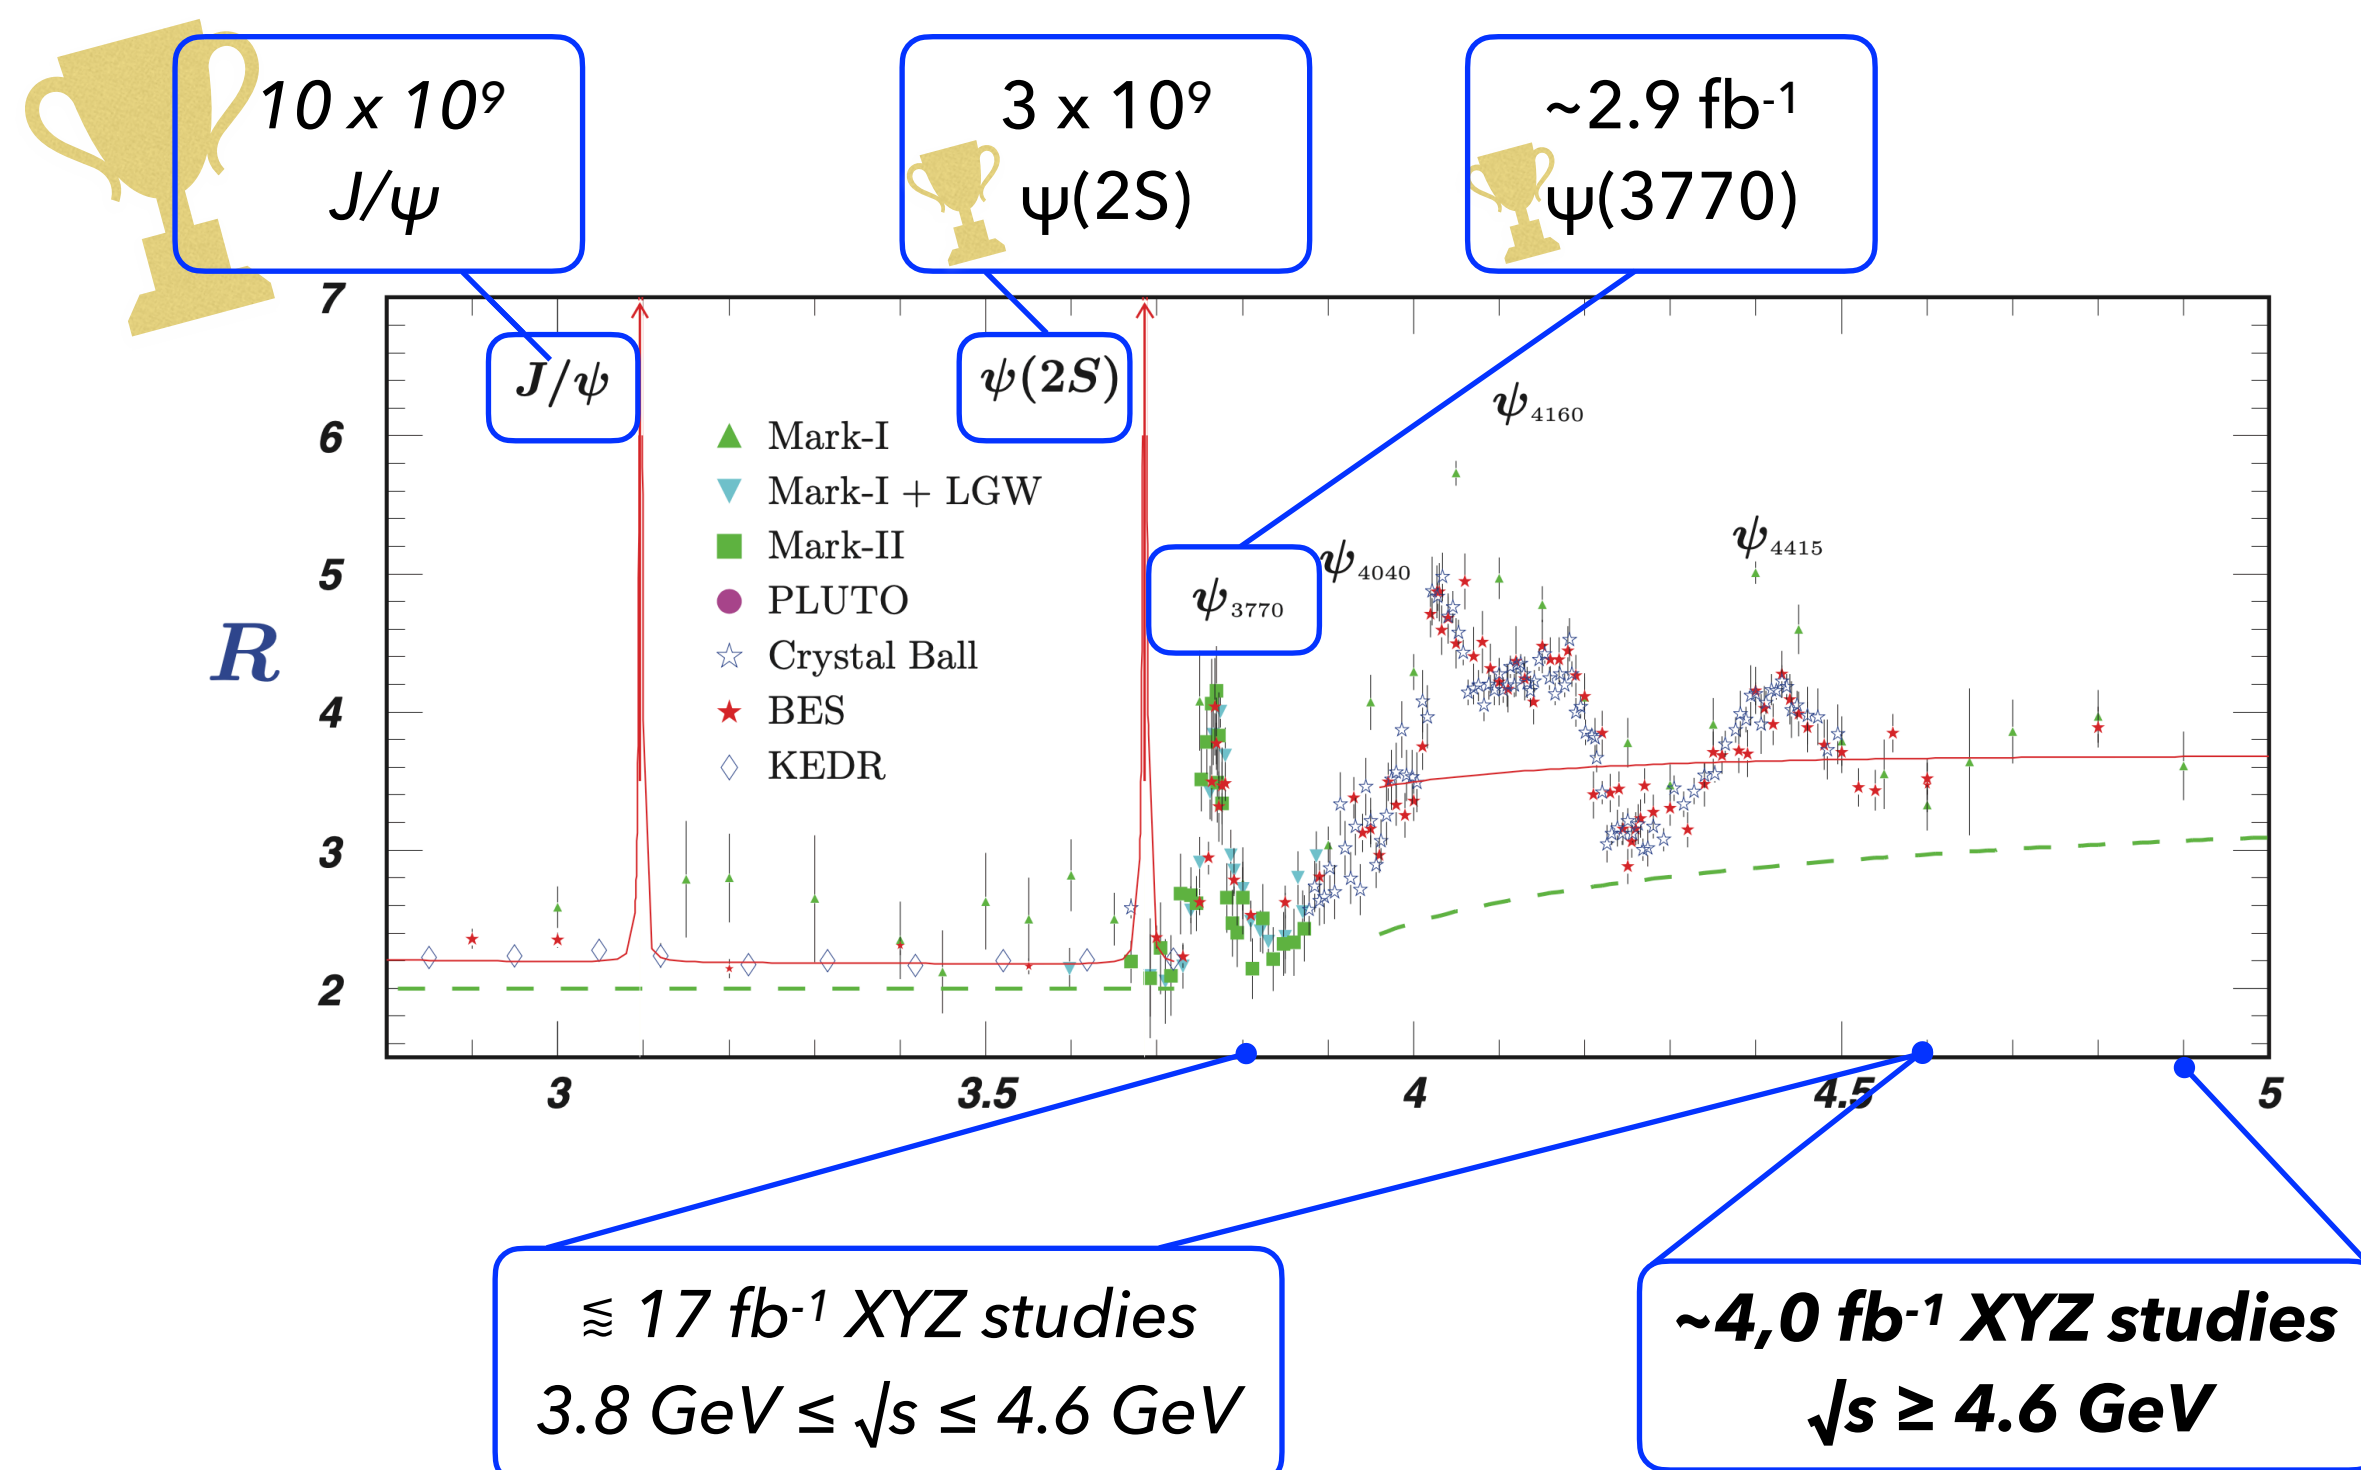 10 x 10⁹
J/ψ
3 x 10⁹
ψ(2S)
~2.9 fb⁻¹
ψ(3770)
7
6
5
4
3
2
R
J/ψ
ψ(2S)
ψ₃₇₇₀
ψ₄₀₄₀
ψ₄₁₆₀
ψ₄₄₁₅
Mark-I
Mark-I + LGW
Mark-II
PLUTO
Crystal Ball
BES
KEDR
3 3.5 4 4.5 5
⪅ 17 fb⁻¹ XYZ studies
3.8 GeV ≤ √s ≤ 4.6 GeV
~4,0 fb⁻¹ XYZ studies
√s ≥ 4.6 GeV